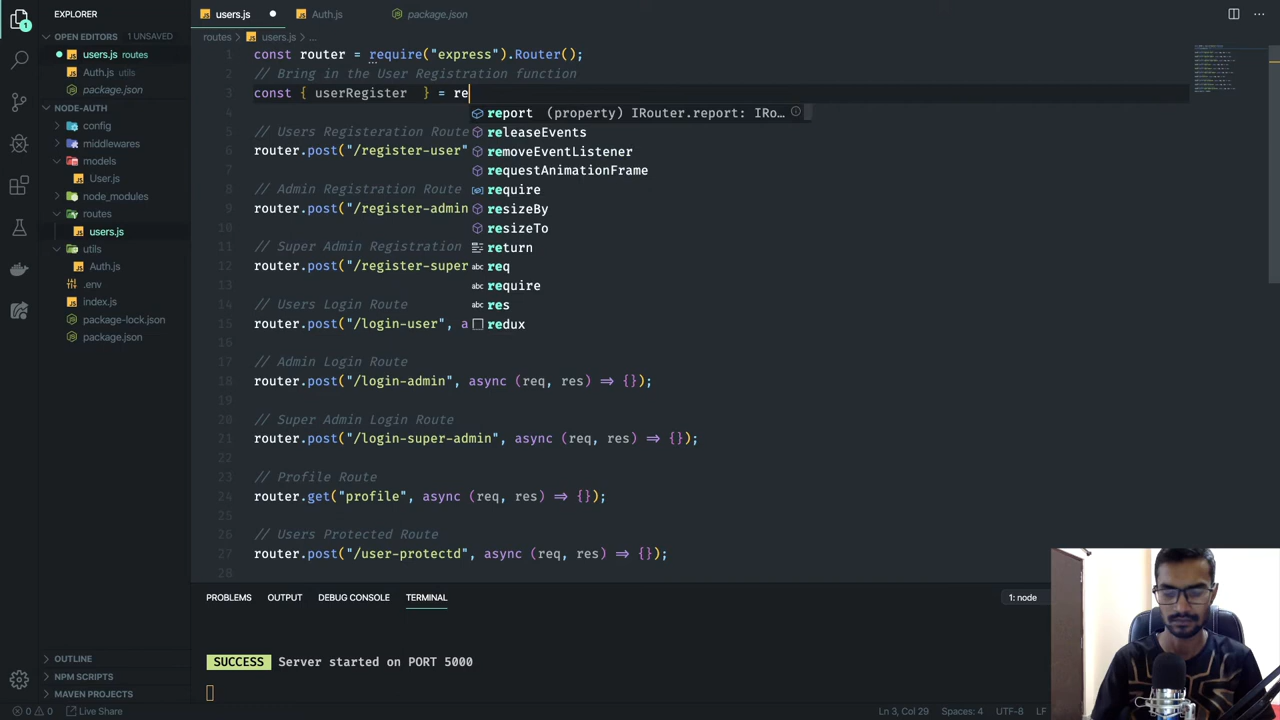 EXPLORER
users.js
Auth.js
package.json
OPEN EDITORS 1 UNSAVED
routes
users.js
...
users.js routes
Auth.js utils
package.json
NODE-AUTH
config
middlewares
models
User.js
node_modules
routes
users.js
utils
Auth.js
.env
index.js
package-lock.json
package.json
OUTLINE
NPM SCRIPTS
MAVEN PROJECTS
1 const router = require("express").Router();
2 // Bring in the User Registration function
3 const { userRegister } = re
4
5 // Users Registeration Route
6 router.post("/register-user"
7
8 // Admin Registration Route
9 router.post("/register-admin
10
11 // Super Admin Registration
12 router.post("/register-super
13
14 // Users Login Route
15 router.post("/login-user", a
16
17 // Admin Login Route
18 router.post("/login-admin", async (req, res) => {});
19
20 // Super Admin Login Route
21 router.post("/login-super-admin", async (req, res) => {});
22
23 // Profile Route
24 router.get("profile", async (req, res) => {});
25
26 // Users Protected Route
27 router.post("/user-protectd", async (req, res) => {});
28
report (property) IRouter.report: IRo...
releaseEvents
removeEventListener
requestAnimationFrame
require
resizeBy
resizeTo
return
req
require
res
redux
PROBLEMS OUTPUT DEBUG CONSOLE TERMINAL
1: node
SUCCESS Server started on PORT 5000
0 0 Live Share
Ln 3, Col 29 Spaces: 4 UTF-8 LF